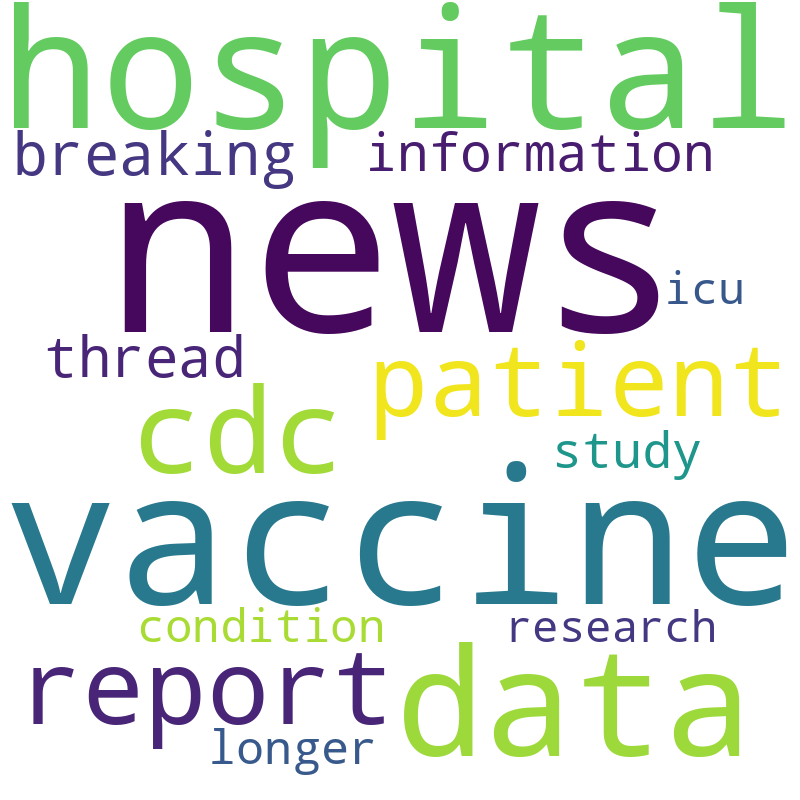 hospital
breaking information
news
icu
thread
patient
cdc
study
vaccine
condition research
report data
longer